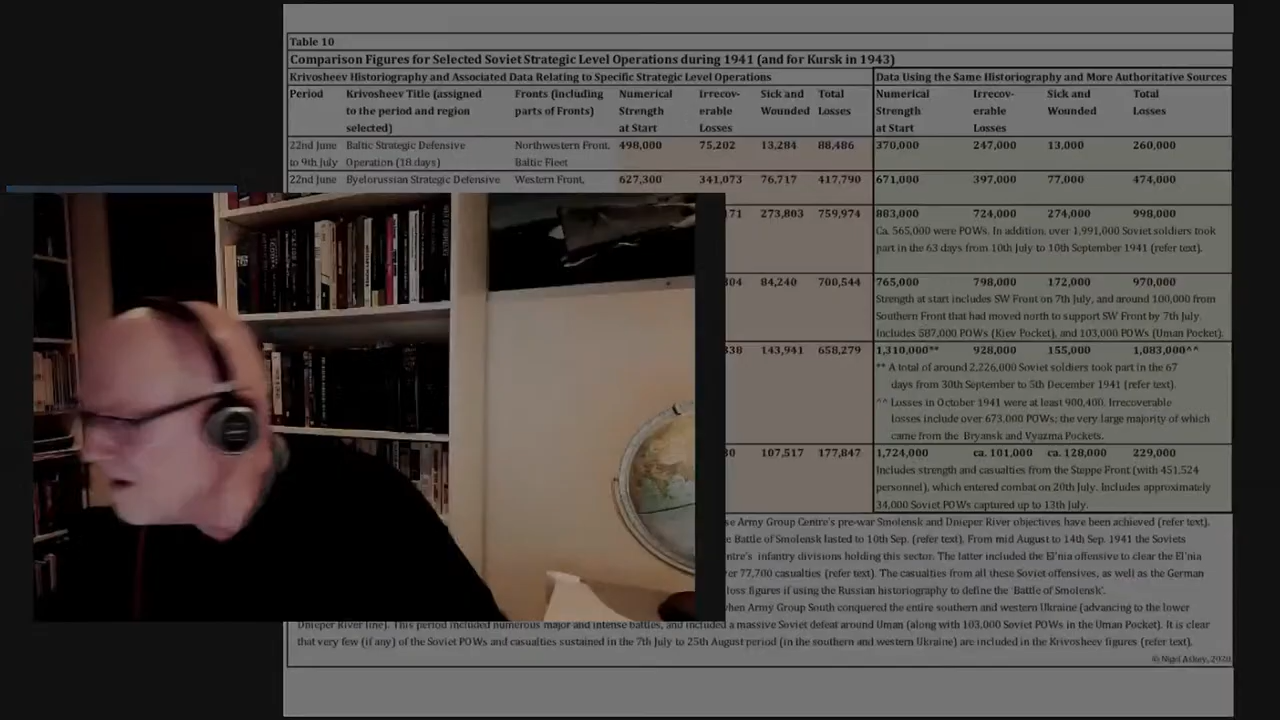 Table 10
Comparison Figures for Selected Soviet Strategic Level Operations during 1941 (and for Kursk in 1943)
Krivosheev Historiography and Associated Data Relating to Specific Strategic Level Operations
Data Using the Same Historiography and More Authoritative Sources
Period Krivosheev Title (assigned Fronts (including Numerical Irrecov- Sick and Total Numerical Irrecov- Sick and Total
to the period and region parts of Fronts) Strength erable Wounded Losses Strength erable Wounded Losses
selected) at Start Losses at Start Losses
22nd June Baltic Strategic Defensive Northwestern Front, 498,000 75,202 13,284 88,486 370,000 247,000 13,000 260,000
to 9th July Operation (18 days) Baltic Fleet
22nd June Byelorussian Strategic Defensive Western Front, 627,300 341,073 76,717 417,790 671,000 397,000 77,000 474,000
171 273,803 759,974 883,000 724,000 274,000 998,000
Ca. 565,000 were POWs. In addition, over 1,991,000 Soviet soldiers took
part in the 63 days from 10th July to 10th September 1941 (refer text).
304 84,240 700,544 765,000 798,000 172,000 970,000
Strength at start includes SW Front on 7th July, and around 100,000 from
Southern Front that had moved north to support SW Front by 7th July.
Includes 587,000 POWs (Kiev Pocket), and 103,000 POWs (Uman Pocket).
338 143,941 658,279 1,310,000** 928,000 155,000 1,083,000^^
** A total of around 2,226,000 Soviet soldiers took part in the 67
days from 30th September to 5th December 1941 (refer text).
^^ Losses in October 1941 were at least 900,400. Irrecoverable
losses include over 673,000 POWs; the very large majority of which
came from the Bryansk and Vyazma Pockets.
30 107,517 177,847 1,724,000 ca. 101,000 ca. 128,000 229,000
Includes strength and casualties from the Steppe Front (with 451,524
personnel), which entered combat on 20th July. Includes approximately
34,000 Soviet POWs captured up to 13th July.
se Army Group Centre's pre-war Smolensk and Dnieper River objectives have been achieved (refer text).
e Battle of Smolensk lasted to 10th Sep. (refer text). From mid August to 14th Sep. 1941 the Soviets
ntre's infantry divisions holding this sector. The latter included the El'nia offensive to clear the El'nia
er 77,700 casualties (refer text). The casualties from all these Soviet offensives, as well as the German
loss figures if using the Russian historiography to define the 'Battle of Smolensk'.
when Army Group South conquered the entire southern and western Ukraine (advancing to the lower
Dnieper River line). This period included numerous major and intense battles, and included a massive Soviet defeat around Uman (along with 103,000 Soviet POWs in the Uman Pocket). It is clear
that very few (if any) of the Soviet POWs and casualties sustained in the 7th July to 25th August period (in the southern and western Ukraine) are included in the Krivosheev figures (refer text).
© Nigel Askey, 2020